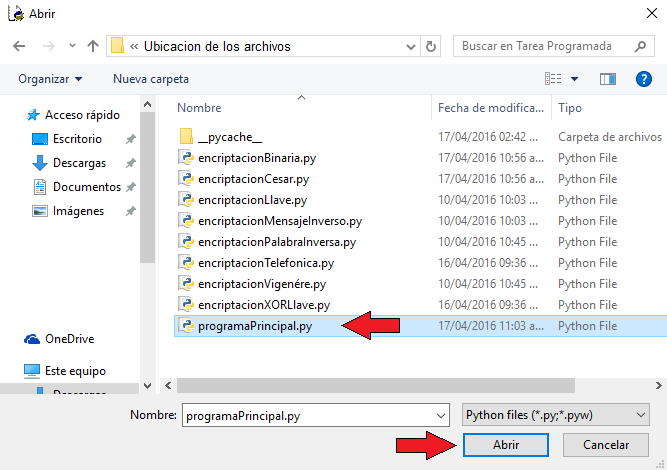 Abrir
« Ubicacion de los archivos
Buscar en Tarea Programada
Organizar
Nueva carpeta
Nombre
Fecha de modifica...
Tipo
Acceso rápido
Escritorio
Descargas
Documentos
Imágenes
OneDrive
Este equipo
Descargas
__pycache__ 17/04/2016 02:42 ... Carpeta de archivos
encriptacionBinaria.py 17/04/2016 10:56 a... Python File
encriptacionCesar.py 17/04/2016 10:56 a... Python File
encriptacionLlave.py 10/04/2016 10:03 ... Python File
encriptacionMensajeInverso.py 10/04/2016 10:03 ... Python File
encriptacionPalabraInversa.py 10/04/2016 10:45 ... Python File
encriptacionTelefonica.py 16/04/2016 09:36 ... Python File
encriptacionVigenére.py 10/04/2016 10:45 ... Python File
encriptacionXORLlave.py 16/04/2016 09:36 ... Python File
programaPrincipal.py 17/04/2016 11:03 a... Python File
Nombre: programaPrincipal.py
Python files (*.py;*.pyw)
Abrir
Cancelar